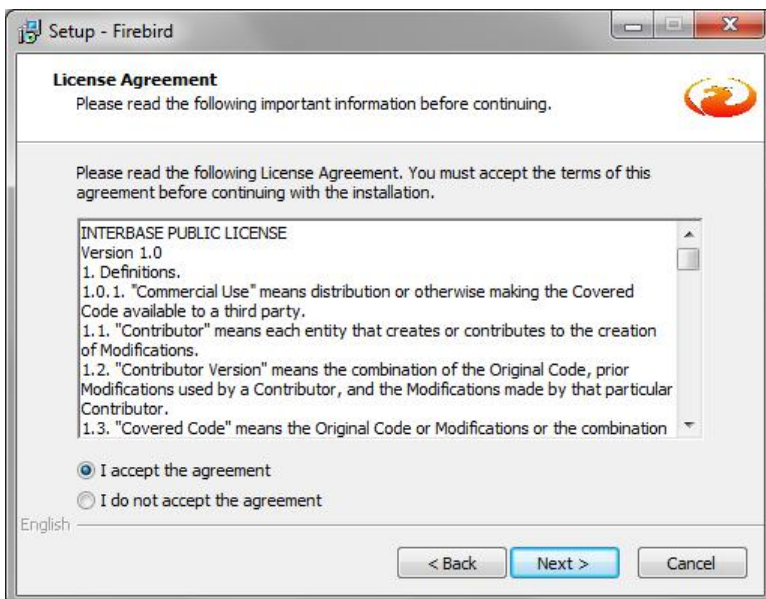 Setup - Firebird
License Agreement
Please read the following important information before continuing.
Please read the following License Agreement. You must accept the terms of this
agreement before continuing with the installation.
INTERBASE PUBLIC LICENSE
Version 1.0
1. Definitions.
1.0.1. "Commercial Use" means distribution or otherwise making the Covered
Code available to a third party.
1.1. "Contributor" means each entity that creates or contributes to the creation
of Modifications.
1.2. "Contributor Version" means the combination of the Original Code, prior
Modifications used by a Contributor, and the Modifications made by that particular
Contributor.
1.3. "Covered Code" means the Original Code or Modifications or the combination
I accept the agreement
I do not accept the agreement
English
< Back Next > Cancel